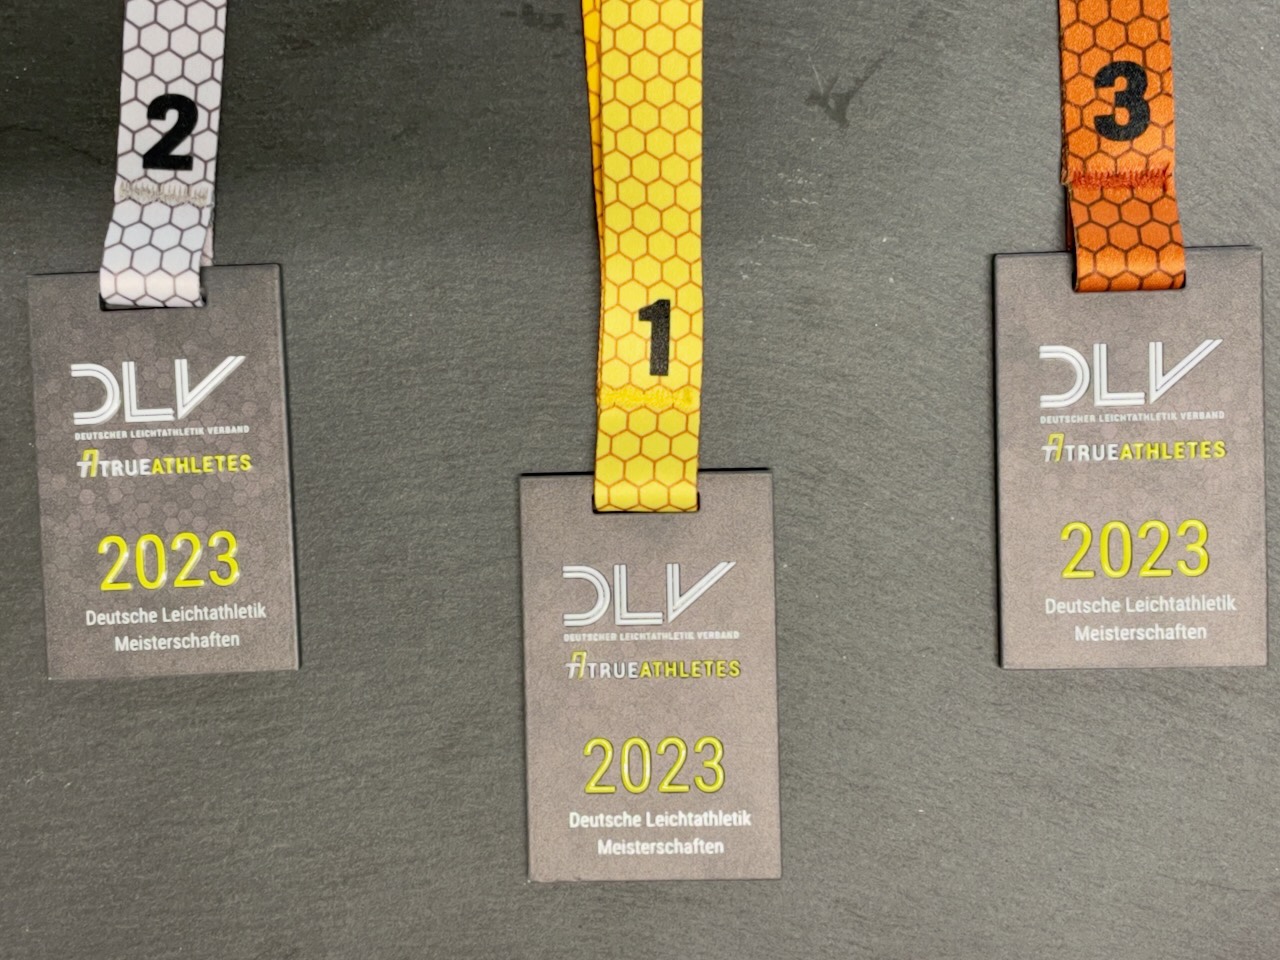 2
DLV
DEUTSCHER LEICHTATHLETIK VERBAND
TRUEATHLETES
2023
Deutsche Leichtathletik
Meisterschaften
1
DLV
DEUTSCHER LEICHTATHLETIK VERBAND
TRUEATHLETES
2023
Deutsche Leichtathletik
Meisterschaften
3
DLV
DEUTSCHER LEICHTATHLETIK VERBAND
TRUEATHLETES
2023
Deutsche Leichtathletik
Meisterschaften